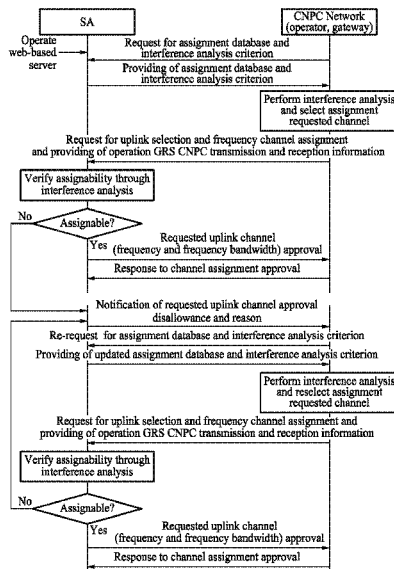 SA
CNPC Network
(operator, gateway)
Operate
web-based
server
Request for assignment database and
interference analysis criterion
Providing of assignment database and
interference analysis criterion
Perform interference analysis
and select assignment
requested channel
Request for uplink selection and frequency channel assignment
and providing of operation GRS CNPC transmission and reception information
Verify assignability through
interference analysis
No
Assignable?
Yes
Requested uplink channel
(frequency and frequency bandwidth) approval
Response to channel assignment approval
Notification of requested uplink channel approval
disallowance and reason
Re-request for assignment database and interference analysis criterion
Providing of updated assignment database and interference analysis criterion
Perform interference analysis
and reselect assignment
requested channel
Request for uplink selection and frequency channel assignment and
providing of operation GRS CNPC transmission and reception information
Verify assignability through
interference analysis
No
Assignable?
Yes
Requested uplink channel
(frequency and frequency bandwidth) approval
Response to channel assignment approval